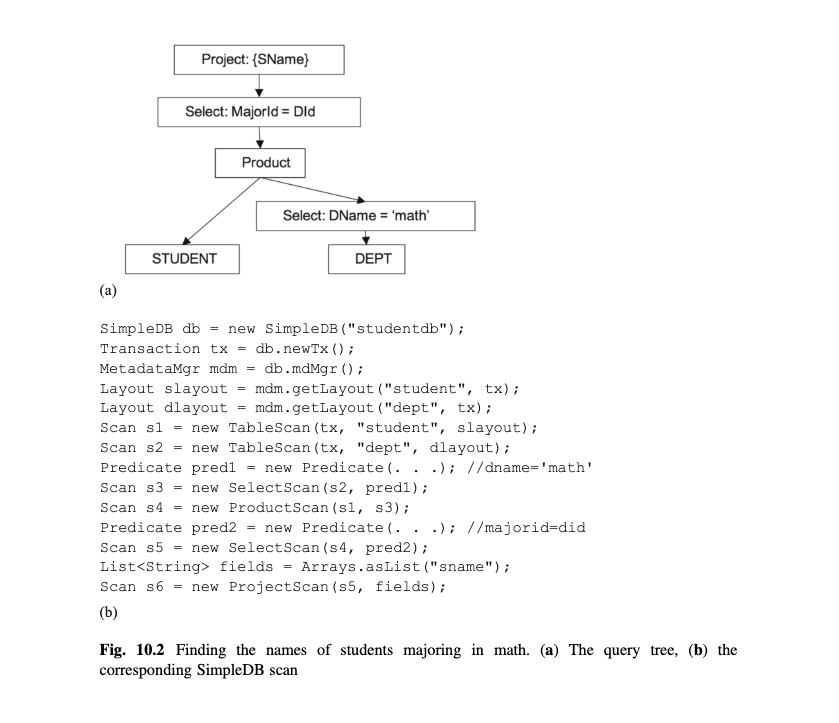 Project: {SName}
Select: MajorId = DId
Product
Select: DName = 'math'
STUDENT
DEPT
(a)
SimpleDB db = new SimpleDB("studentdb");
Transaction tx = db.newTx();
MetadataMgr mdm = db.mdMgr();
Layout slayout = mdm.getLayout("student", tx);
Layout dlayout = mdm.getLayout("dept", tx);
Scan s1 = new TableScan(tx, "student", slayout);
Scan s2 = new TableScan(tx, "dept", dlayout);
Predicate pred1 = new Predicate(. . .); //dname='math'
Scan s3 = new SelectScan(s2, pred1);
Scan s4 = new ProductScan(s1, s3);
Predicate pred2 = new Predicate(. . .); //majorid=did
Scan s5 = new SelectScan(s4, pred2);
List<String> fields = Arrays.asList("sname");
Scan s6 = new ProjectScan(s5, fields);
(b)
Fig. 10.2 Finding the names of students majoring in math. (a) The query tree, (b) the
corresponding SimpleDB scan